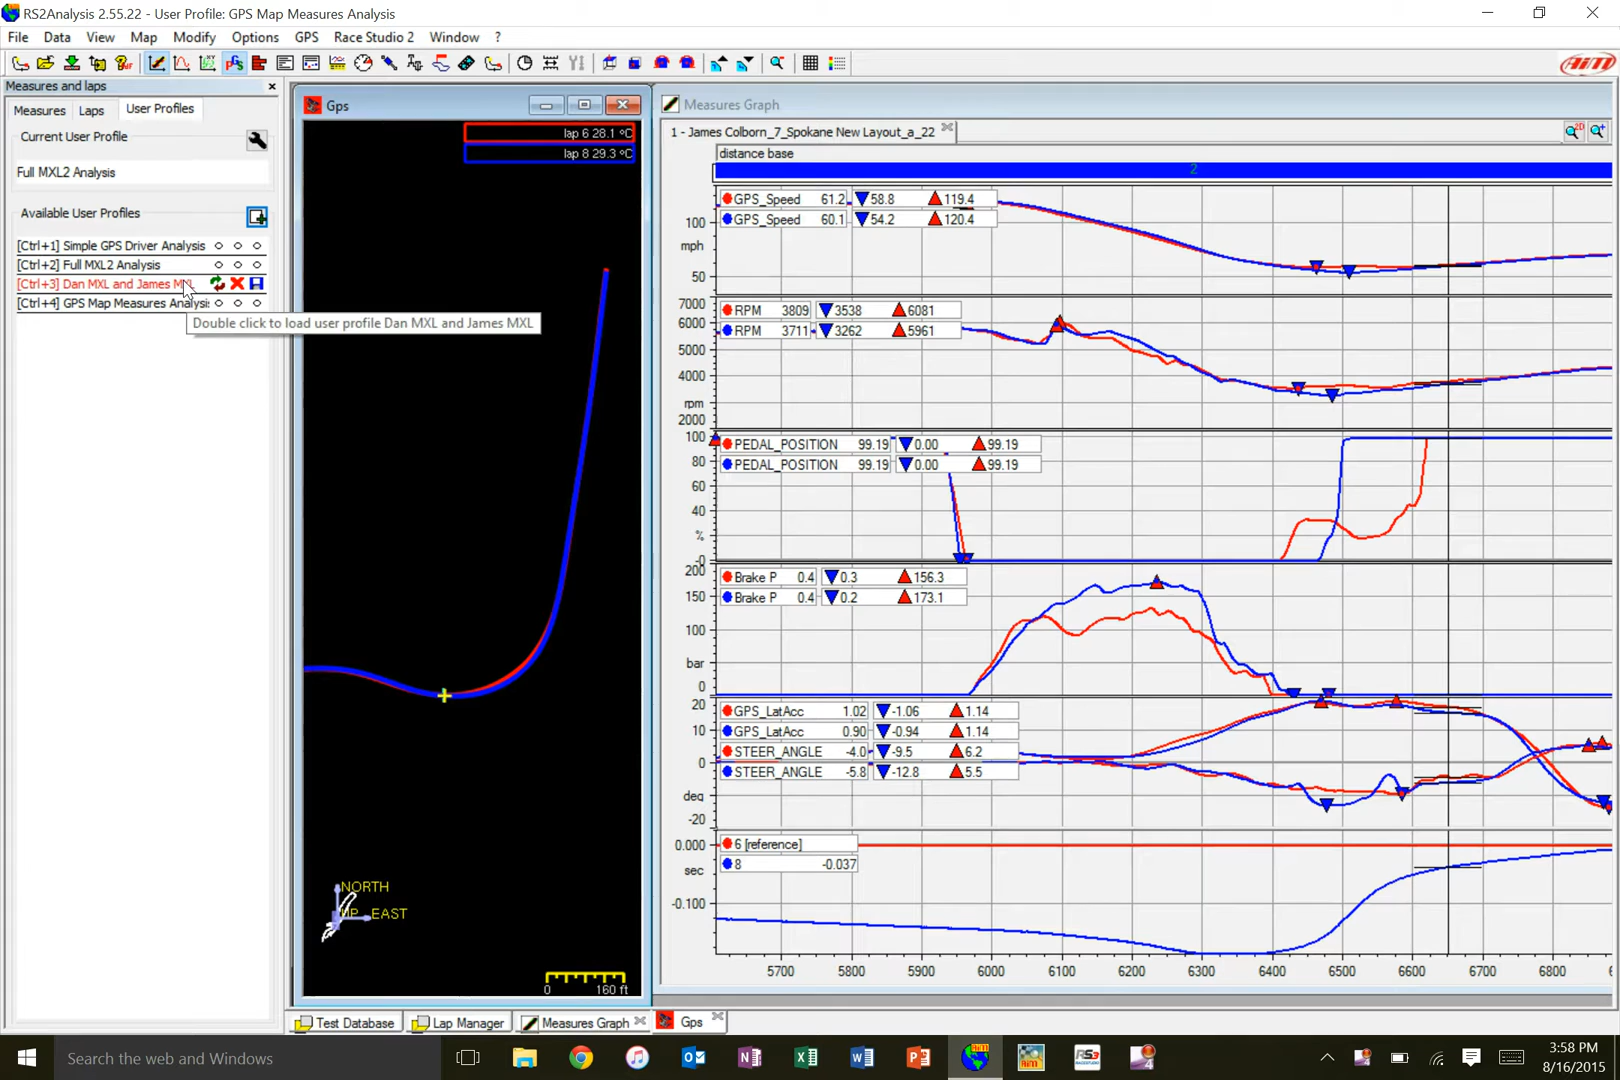 RS2Analysis 2.55.22 - User Profile: GPS Map Measures Analysis
File Data View Map Modify Options GPS Race Studio 2 Window ?
Measures and laps
Measures Laps User Profiles
Current User Profile
Full MXL2 Analysis
Available User Profiles
[Ctrl+1] Simple GPS Driver Analysis
[Ctrl+2] Full MXL2 Analysis
[Ctrl+3] Dan MXL and James MXL
[Ctrl+4] GPS Map Measures Analysis
Double click to load user profile Dan MXL and James MXL
Gps
lap 6 28.1 ºC
lap 8 29.3 ºC
NORTH
UP EAST
0 160 ft
Measures Graph
1 - James Colborn_7_Spokane New Layout_a_22
distance base
2
GPS_Speed 61.2 58.8 119.4
GPS_Speed 60.1 54.2 120.4
100
mph
50
7000
6000
5000
4000
rpm
2000
RPM 3809 3538 6081
RPM 3711 3262 5961
100
80
60
40
%
0
PEDAL_POSITION 99.19 0.00 99.19
PEDAL_POSITION 99.19 0.00 99.19
200
150
100
bar
0
Brake P 0.4 0.3 156.3
Brake P 0.4 0.2 173.1
20
10
0
deg
-20
GPS_LatAcc 1.02 -1.06 1.14
GPS_LatAcc 0.90 -0.94 1.14
STEER_ANGLE -4.0 -9.5 6.2
STEER_ANGLE -5.8 -12.8 5.5
0.000
sec
-0.100
6 [reference]
8 -0.037
5700 5800 5900 6000 6100 6200 6300 6400 6500 6600 6700 6800
Test Database Lap Manager Measures Graph Gps
Search the web and Windows
3:58 PM
8/16/2015
AiM